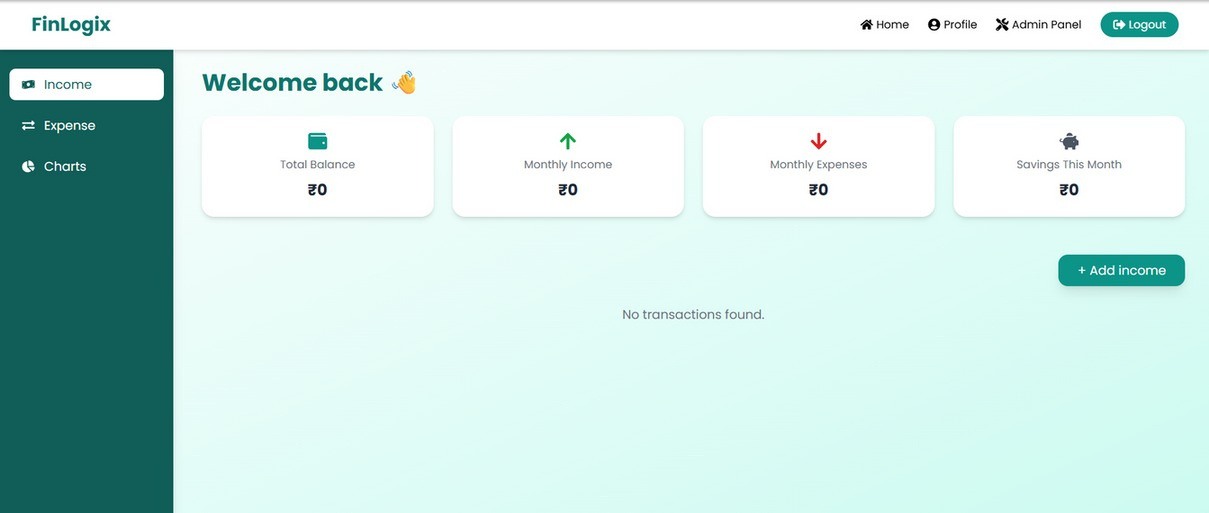 FinLogix
Home Profile Admin Panel Logout
Income
Expense
Charts
Welcome back 👋
Total Balance
₹0
Monthly Income
₹0
Monthly Expenses
₹0
Savings This Month
₹0
+ Add income
No transactions found.